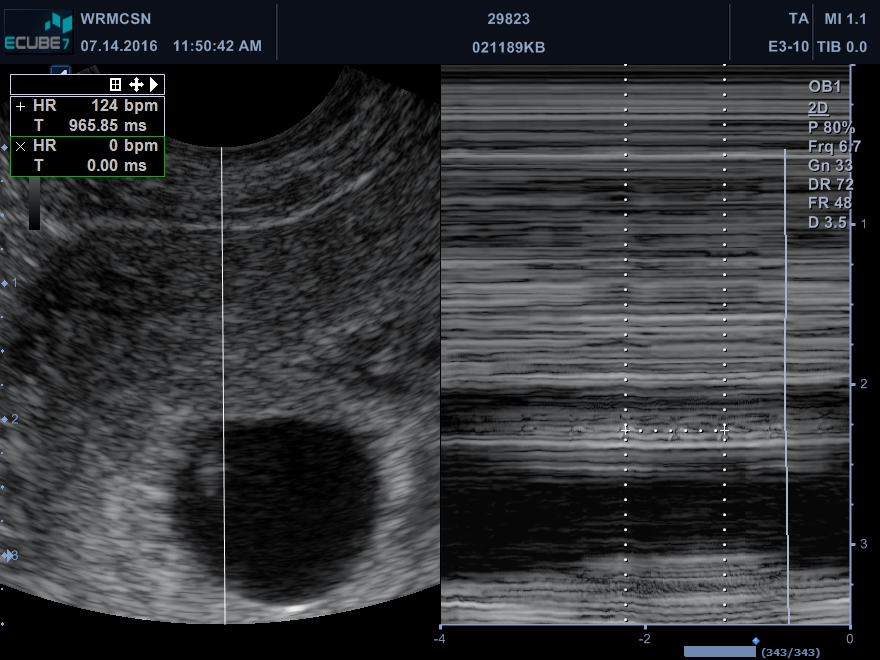 ECUBE7
WRMCSN
07.14.2016 11:50:42 AM
29823
021189KB
TA
E3-10
MI 1.1
TIB 0.0
+ HR 124 bpm
T 965.85 ms
× HR 0 bpm
T 0.00 ms
OB1
2D
P 80%
Frq 6.7
Gn 33
DR 72
FR 48
D 3.5
1
2
3
1
2
3
-4 -2 0
(343/343)